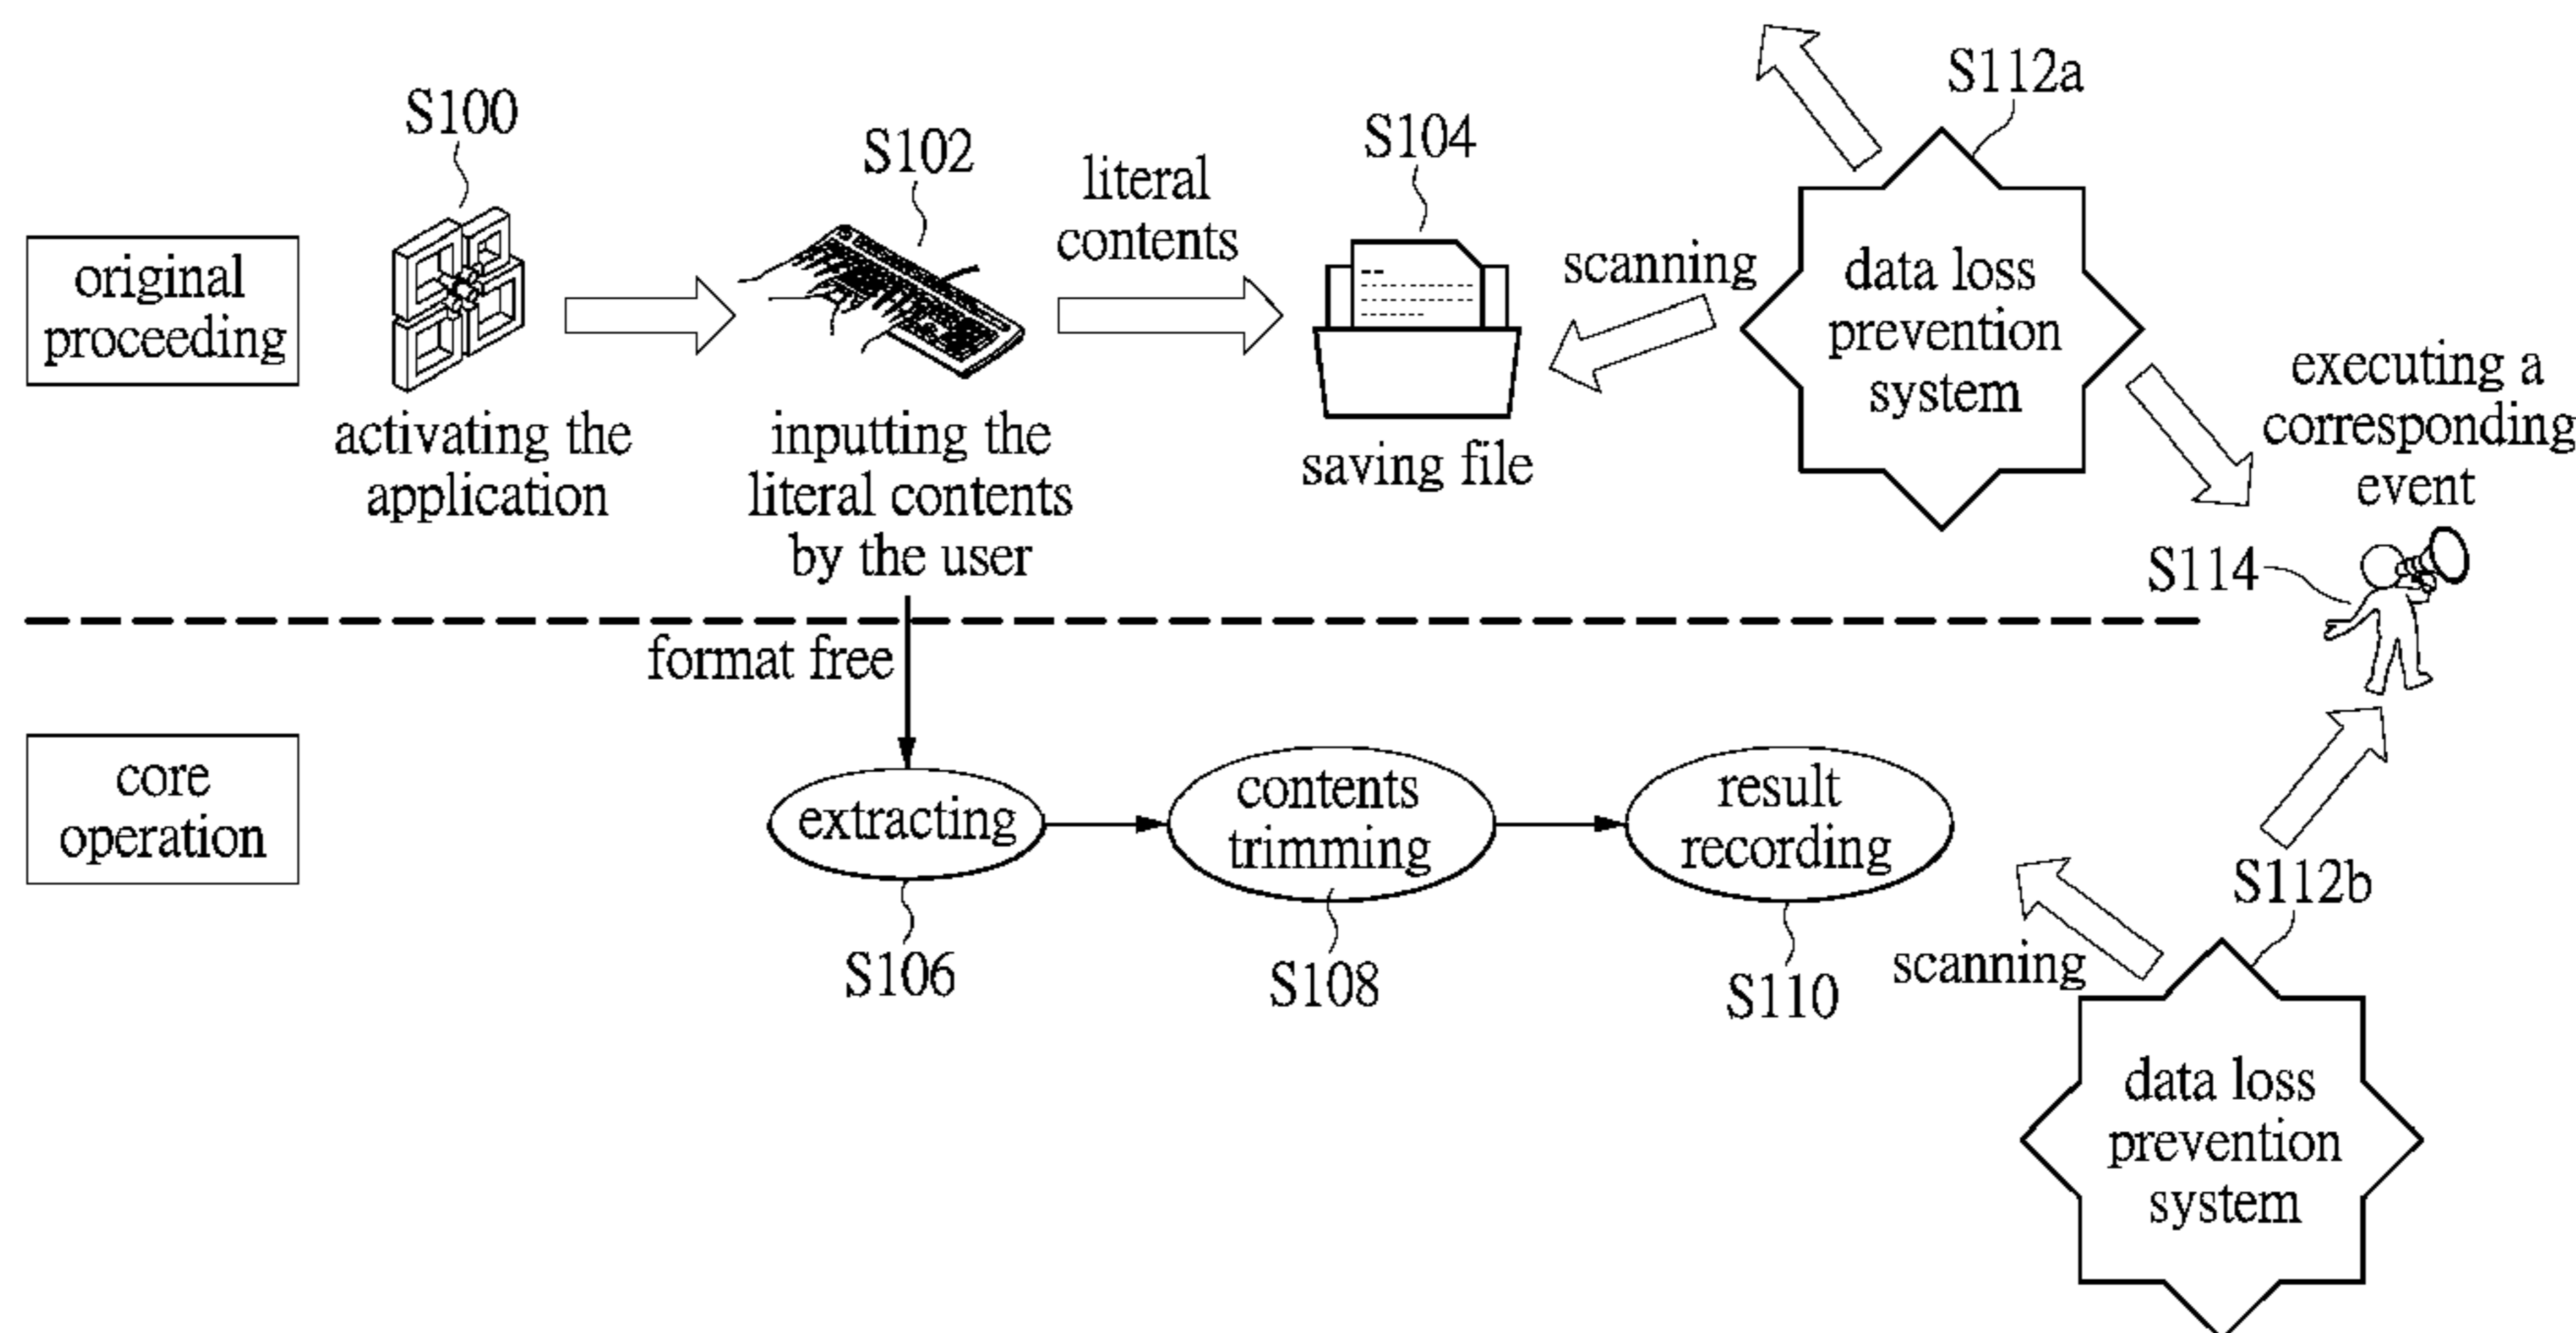 S100
S102
literal
contents
S104
S112a
original
proceeding
scanning
data loss
prevention
system
executing a
corresponding
event
activating the
application
inputting the
literal contents
by the user
saving file
S114
format free
core
operation
extracting
contents
trimming
result
recording
S106
S108
S110
scanning
S112b
data loss
prevention
system